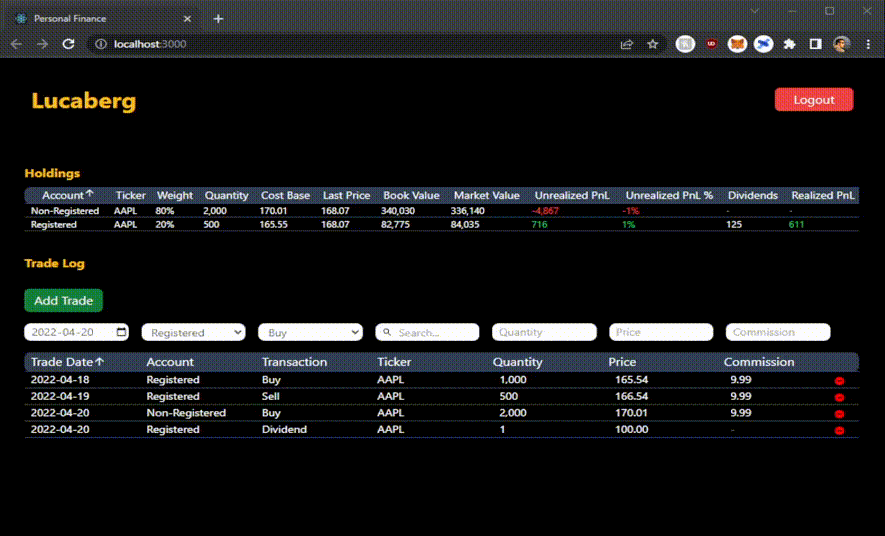 Personal Finance
localhost:3000
Lucaberg
Logout
Holdings
Account Ticker Weight Quantity Cost Base Last Price Book Value Market Value Unrealized PnL Unrealized PnL % Dividends Realized PnL
Non-Registered AAPL 80% 2,000 170.01 168.07 340,030 336,140 -4,867 -1% - -
Registered AAPL 20% 500 165.55 168.07 82,775 84,035 716 1% 125 611
Trade Log
Add Trade
2022-04-20 Registered Buy Search... Quantity Price Commission
Trade Date Account Transaction Ticker Quantity Price Commission
2022-04-18 Registered Buy AAPL 1,000 165.54 9.99
2022-04-19 Registered Sell AAPL 500 166.54 9.99
2022-04-20 Non-Registered Buy AAPL 2,000 170.01 9.99
2022-04-20 Registered Dividend AAPL 1 100.00 -